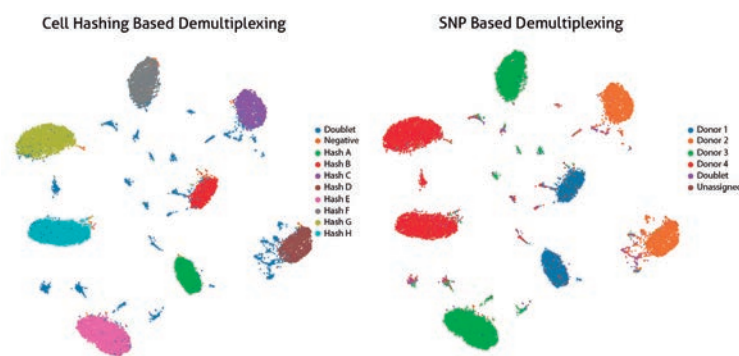 Cell Hashing Based Demultiplexing
Doublet
Negative
Hash A
Hash B
Hash C
Hash D
Hash E
Hash F
Hash G
Hash H
SNP Based Demultiplexing
Donor 1
Donor 2
Donor 3
Donor 4
Doublet
Unassigned